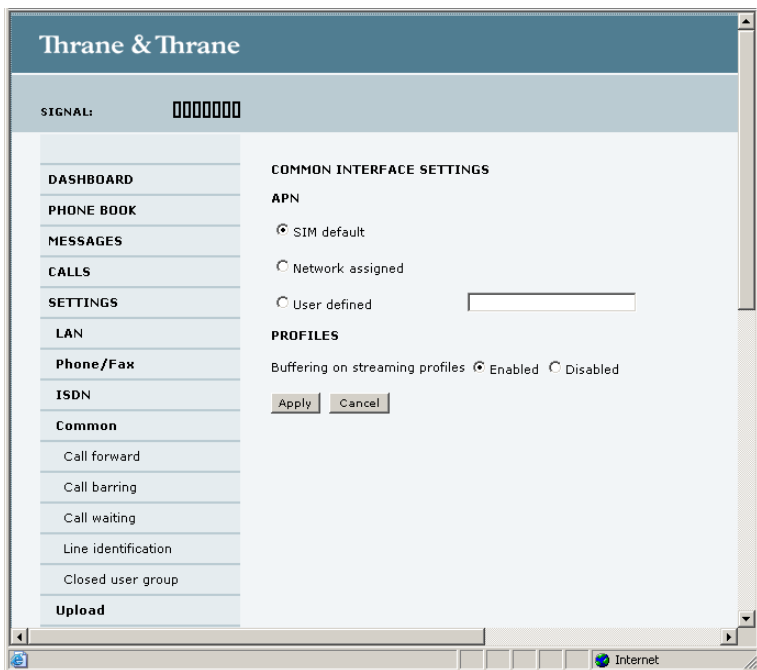 Thrane & Thrane
SIGNAL:
DASHBOARD
PHONE BOOK
MESSAGES
CALLS
SETTINGS
LAN
Phone/Fax
ISDN
Common
Call forward
Call barring
Call waiting
Line identification
Closed user group
Upload
COMMON INTERFACE SETTINGS
APN
SIM default
Network assigned
User defined
PROFILES
Buffering on streaming profiles Enabled Disabled
Apply Cancel
Internet